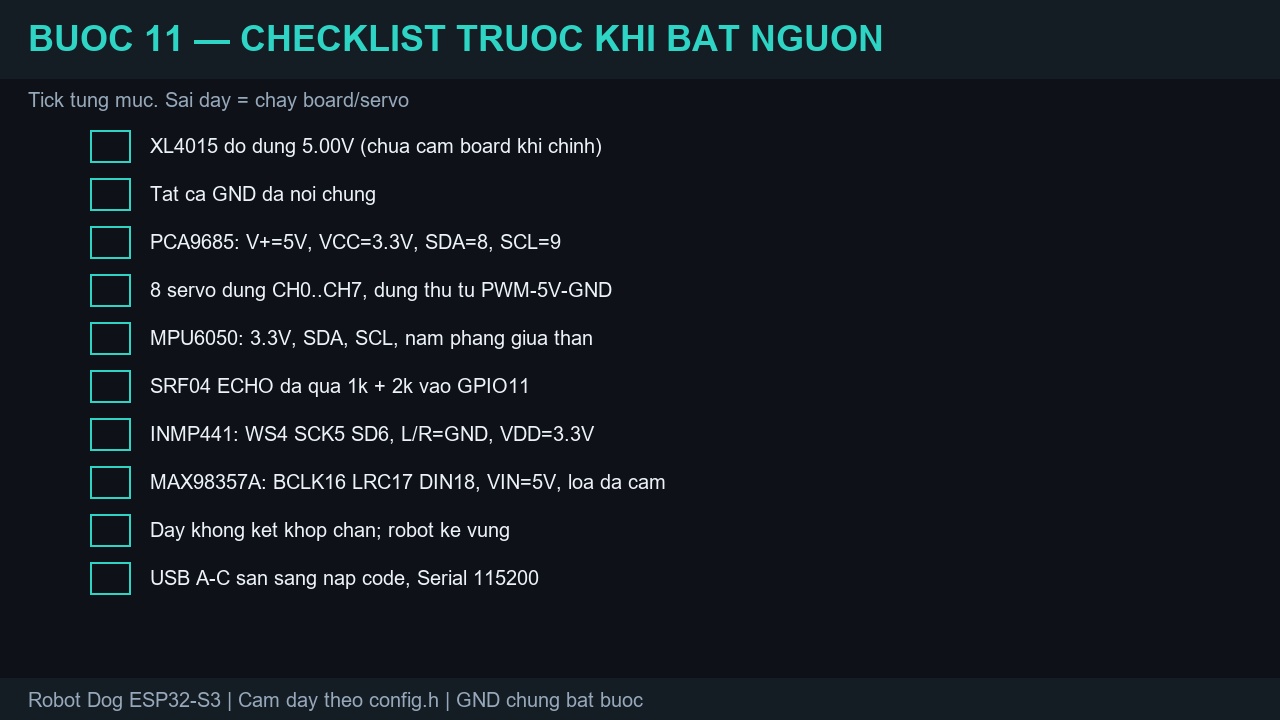 BUOC 11 — CHECKLIST TRUOC KHI BAT NGUON
Tick tung muc. Sai day = chay board/servo
XL4015 do dung 5.00V (chua cam board khi chinh)
Tat ca GND da noi chung
PCA9685: V+=5V, VCC=3.3V, SDA=8, SCL=9
8 servo dung CH0..CH7, dung thu tu PWM-5V-GND
MPU6050: 3.3V, SDA, SCL, nam phang giua than
SRF04 ECHO da qua 1k + 2k vao GPIO11
INMP441: WS4 SCK5 SD6, L/R=GND, VDD=3.3V
MAX98357A: BCLK16 LRC17 DIN18, VIN=5V, loa da cam
Day khong ket khop chan; robot ke vung
USB A-C san sang nap code, Serial 115200
Robot Dog ESP32-S3 | Cam day theo config.h | GND chung bat buoc